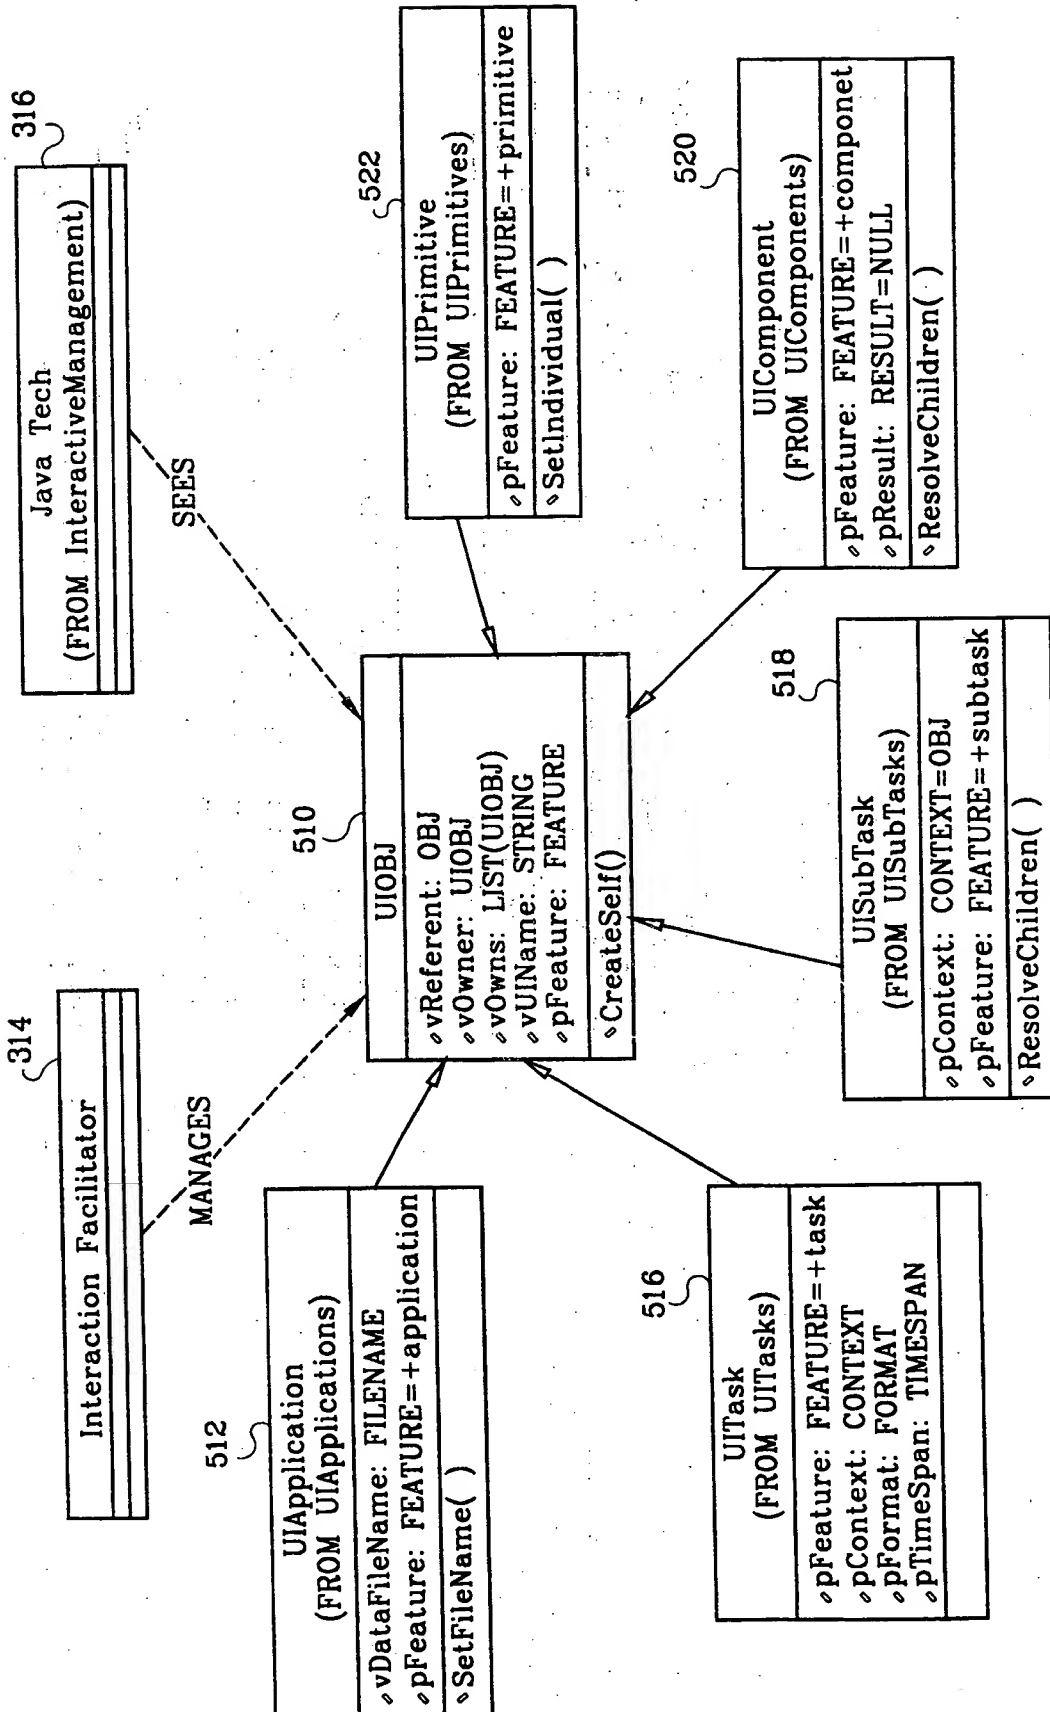 314
Interaction Facilitator
316
Java Tech
(FROM InteractiveManagement)
MANAGES
SEES
512
UIApplication
(FROM UIApplications)
vDataFileName: FILENAME
pFeature: FEATURE=+application
SetFileName( )
510
UIOBJ
vReferent: OBJ
vOwner: UIOBJ
vOwns: LIST(UIOBJ)
vUIName: STRING
pFeature: FEATURE
CreateSelf()
522
UIPrimitive
(FROM UIPrimitives)
pFeature: FEATURE=+primitive
SetIndividual( )
516
UITask
(FROM UITasks)
pFeature: FEATURE=+task
pContext: CONTEXT
pFormat: FORMAT
pTimeSpan: TIMESPAN
518
UISubTask
(FROM UISubTasks)
pContext: CONTEXT=OBJ
pFeature: FEATURE=+subtask
ResolveChildren( )
520
UIComponent
(FROM UIComponents)
pFeature: FEATURE=+componet
pResult: RESULT=NULL
ResolveChildren( )